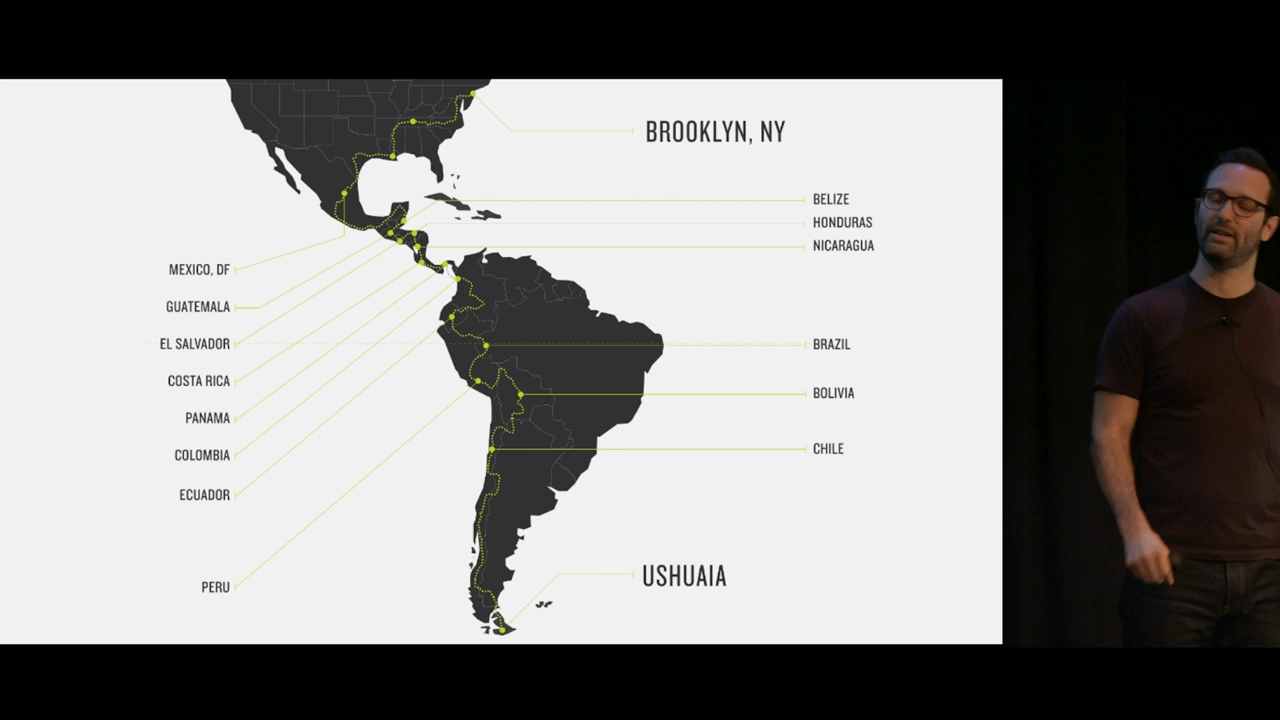 BROOKLYN, NY
BELIZE
HONDURAS
NICARAGUA
MEXICO, DF
GUATEMALA
EL SALVADOR
COSTA RICA
PANAMA
COLOMBIA
ECUADOR
PERU
BRAZIL
BOLIVIA
CHILE
USHUAIA